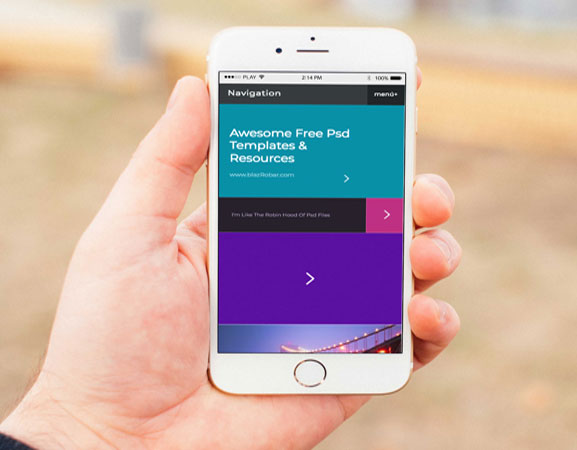 PLAY 2:14 PM 100%
Navigation menú+
Awesome Free Psd
Templates &
Resources
www.blazrobar.com
I'm Like The Robin Hood Of Psd Files